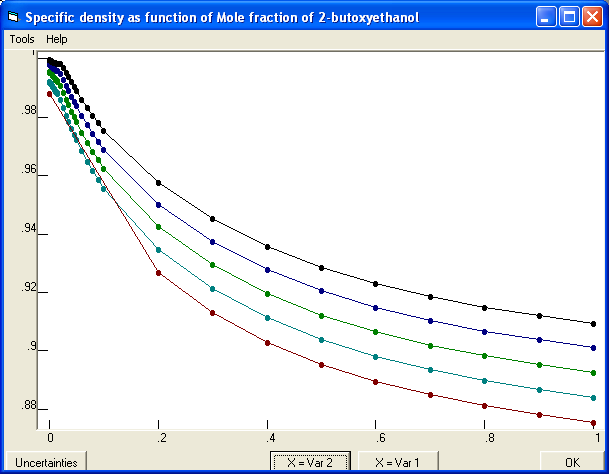 Specific density as function of Mole fraction of 2-butoxyethanol
Tools Help
.98
.96
.94
.92
.9
.88
0 .2 .4 .6 .8 1
Uncertainties X = Var 2 X = Var 1 OK